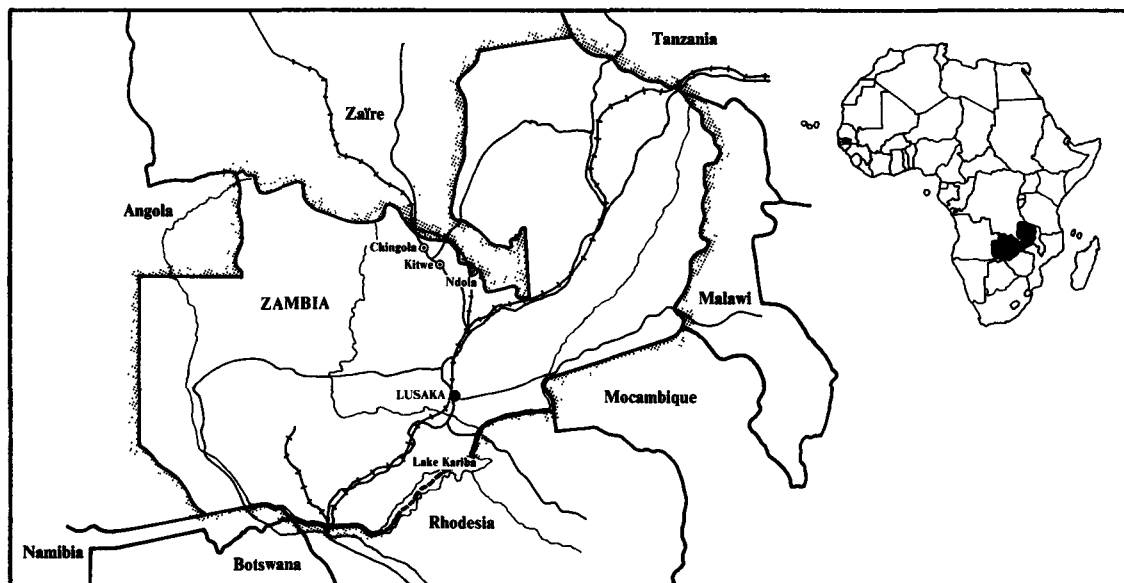 Tanzania
Zaïre
Angola
Chingola
Kitwe
Ndola
ZAMBIA
Malawi
LUSAKA
Mocambique
Lake Kariba
Rhodesia
Namibia
Botswana